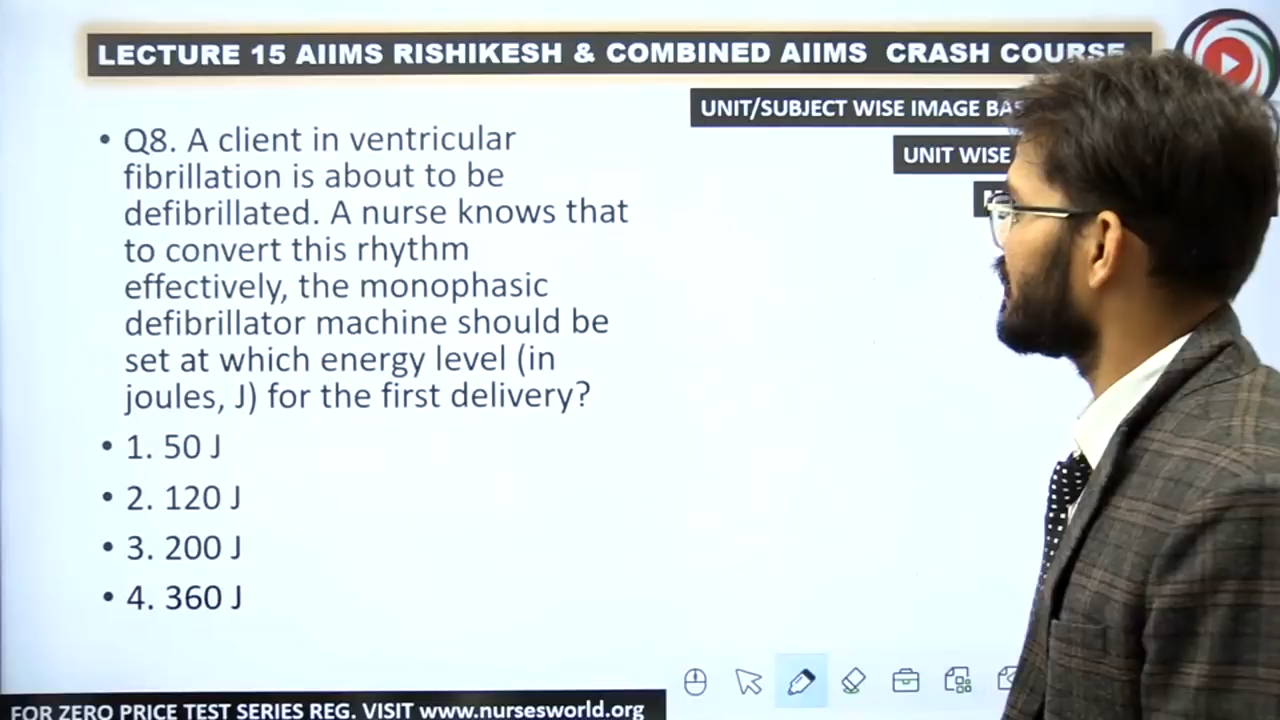 LECTURE 15 AIIMS RISHIKESH & COMBINED AIIMS CRASH COURSE
UNIT/SUBJECT WISE IMAGE
UNIT WISE
• Q8. A client in ventricular
fibrillation is about to be
defibrillated. A nurse knows that
to convert this rhythm
effectively, the monophasic
defibrillator machine should be
set at which energy level (in
joules, J) for the first delivery?
• 1. 50 J
• 2. 120 J
• 3. 200 J
• 4. 360 J
FOR ZERO PRICE TEST SERIES REG. VISIT www.nursesworld.org